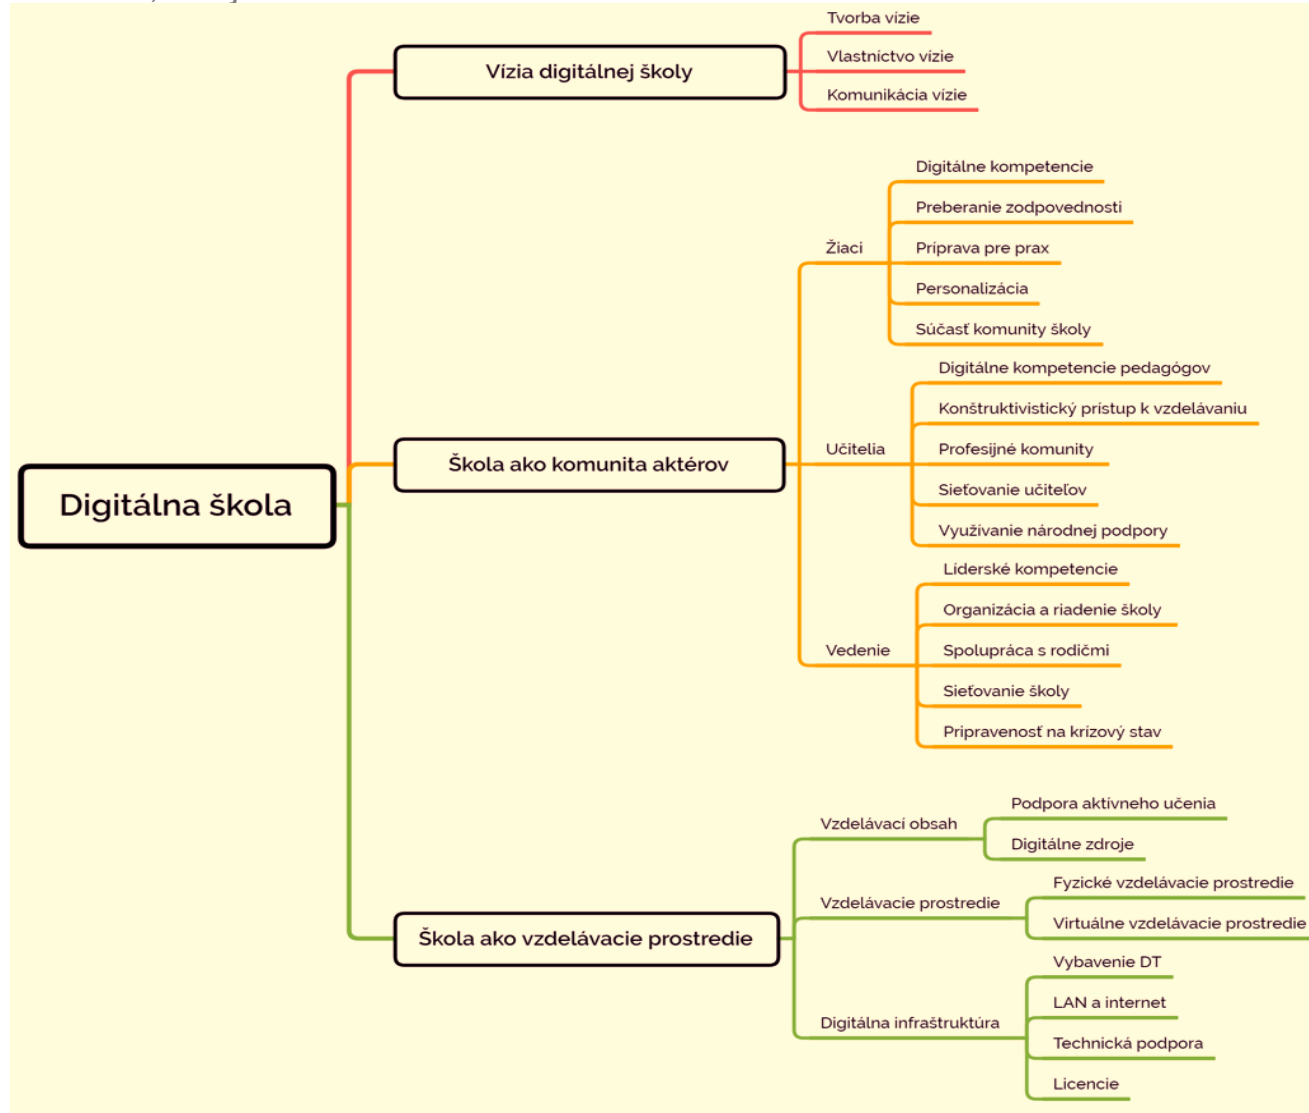 Digitálna škola
Vízia digitálnej školy
Tvorba vízie
Vlastníctvo vízie
Komunikácia vízie
Škola ako komunita aktérov
Žiaci
Digitálne kompetencie
Preberanie zodpovednosti
Príprava pre prax
Personalizácia
Súčasť komunity školy
Učitelia
Digitálne kompetencie pedagógov
Konštruktivistický prístup k vzdelávaniu
Profesijné komunity
Sieťovanie učiteľov
Využívanie národnej podpory
Vedenie
Líderské kompetencie
Organizácia a riadenie školy
Spolupráca s rodičmi
Sieťovanie školy
Pripravenosť na krízový stav
Škola ako vzdelávacie prostredie
Vzdelávací obsah
Podpora aktívneho učenia
Digitálne zdroje
Vzdelávacie prostredie
Fyzické vzdelávacie prostredie
Virtuálne vzdelávacie prostredie
Digitálna infraštruktúra
Vybavenie DT
LAN a internet
Technická podpora
Licencie